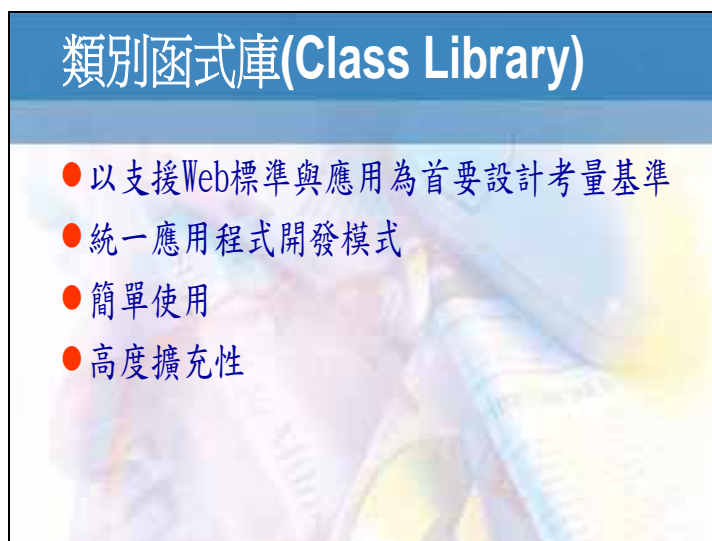 類別函式庫(Class Library)
●以支援Web標準與應用為首要設計考量基準
●統一應用程式開發模式
●簡單使用
●高度擴充性